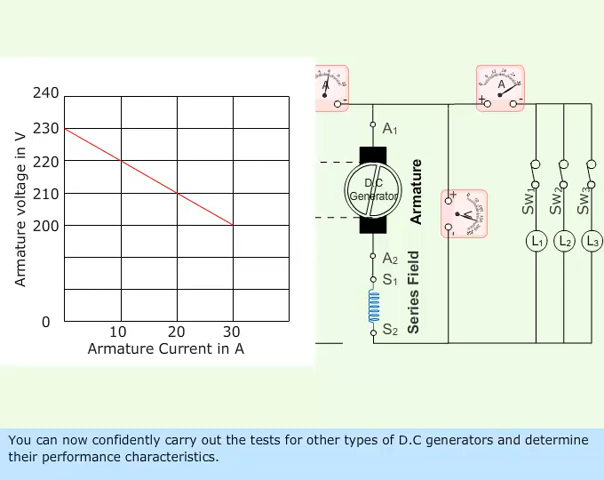 240
230
220
210
200
0
10 20 30
Armature Current in A
Armature voltage in V
A
-
A
+ -
A1
D.C
Generator
Armature
V
+
-
A2
S1
S2
Series Field
SW1 SW2 SW3
L1 L2 L3
You can now confidently carry out the tests for other types of D.C generators and determine
their performance characteristics.